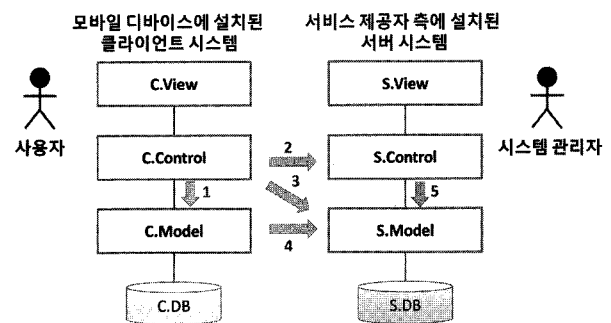 모바일 디바이스에 설치된
클라이언트 시스템
서비스 제공자 측에 설치된
서버 시스템
C.View
S.View
사용자
C.Control
2
S.Control
시스템 관리자
1
3
5
C.Model
4
S.Model
C.DB
S.DB